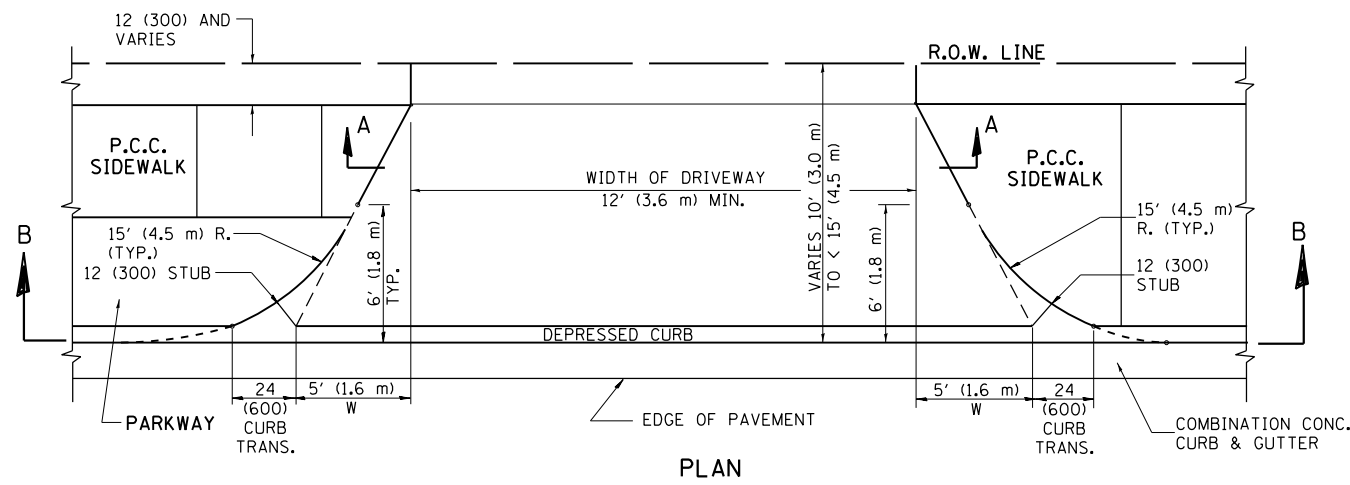 12 (300) AND
VARIES
R.O.W. LINE
A
A
P.C.C.
SIDEWALK
P.C.C.
SIDEWALK
WIDTH OF DRIVEWAY
12' (3.6 m) MIN.
VARIES 10' (3.0 m)
TO < 15' (4.5 m)
B
B
15' (4.5 m) R.
(TYP.)
12 (300) STUB
6' (1.8 m)
TYP.
6' (1.8 m)
15' (4.5 m)
R. (TYP.)
12 (300)
STUB
DEPRESSED CURB
24
(600)
CURB
TRANS.
5' (1.6 m)
W
5' (1.6 m)
W
24
(600)
CURB
TRANS.
PARKWAY
EDGE OF PAVEMENT
COMBINATION CONC.
CURB & GUTTER
PLAN